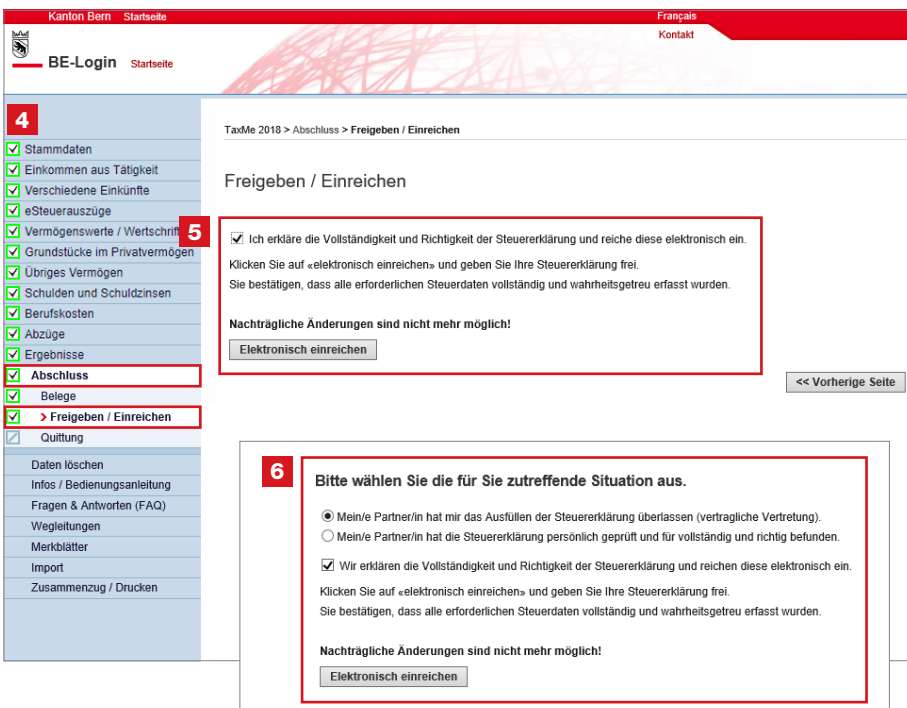 Kanton Bern Startseite
Français
Kontakt
BE-Login Startseite
4
Stammdaten
Einkommen aus Tätigkeit
Verschiedene Einkünfte
eSteuerauszüge
Vermögenswerte / Wertschrift
Grundstücke im Privatvermögen
Übriges Vermögen
Schulden und Schuldzinsen
Berufskosten
Abzüge
Ergebnisse
Abschluss
Belege
> Freigeben / Einreichen
Quittung
Daten löschen
Infos / Bedienungsanleitung
Fragen & Antworten (FAQ)
Wegleitungen
Merkblätter
Import
Zusammenzug / Drucken
TaxMe 2018 > Abschluss > Freigeben / Einreichen
Freigeben / Einreichen
5
Ich erkläre die Vollständigkeit und Richtigkeit der Steuererklärung und reiche diese elektronisch ein.
Klicken Sie auf «elektronisch einreichen» und geben Sie Ihre Steuererklärung frei.
Sie bestätigen, dass alle erforderlichen Steuerdaten vollständig und wahrheitsgetreu erfasst wurden.
Nachträgliche Änderungen sind nicht mehr möglich!
Elektronisch einreichen
<< Vorherige Seite
6
Bitte wählen Sie die für Sie zutreffende Situation aus.
Mein/e Partner/in hat mir das Ausfüllen der Steuererklärung überlassen (vertragliche Vertretung).
Mein/e Partner/in hat die Steuererklärung persönlich geprüft und für vollständig und richtig befunden.
Wir erklären die Vollständigkeit und Richtigkeit der Steuererklärung und reichen diese elektronisch ein.
Klicken Sie auf «elektronisch einreichen» und geben Sie Ihre Steuererklärung frei.
Sie bestätigen, dass alle erforderlichen Steuerdaten vollständig und wahrheitsgetreu erfasst wurden.
Nachträgliche Änderungen sind nicht mehr möglich!
Elektronisch einreichen